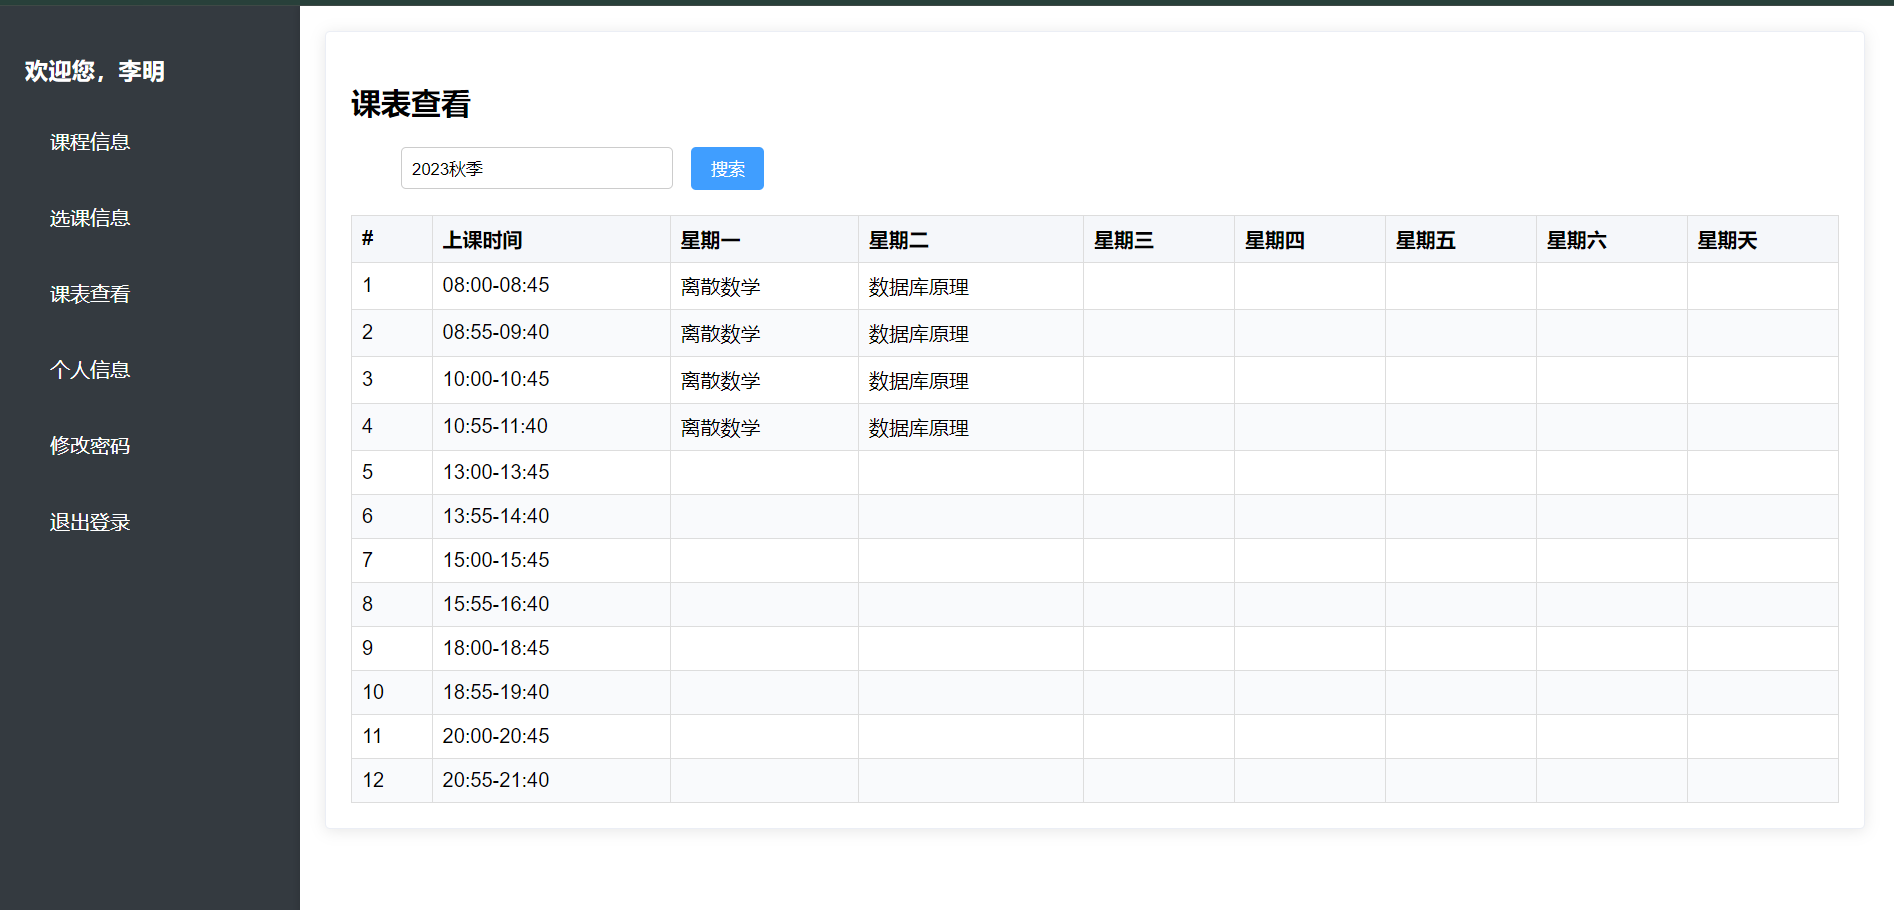 欢迎您，李明
课程信息
选课信息
课表查看
个人信息
修改密码
退出登录
课表查看
2023秋季 搜索
# 上课时间 星期一 星期二 星期三 星期四 星期五 星期六 星期天
1 08:00-08:45 离散数学 数据库原理
2 08:55-09:40 离散数学 数据库原理
3 10:00-10:45 离散数学 数据库原理
4 10:55-11:40 离散数学 数据库原理
5 13:00-13:45
6 13:55-14:40
7 15:00-15:45
8 15:55-16:40
9 18:00-18:45
10 18:55-19:40
11 20:00-20:45
12 20:55-21:40